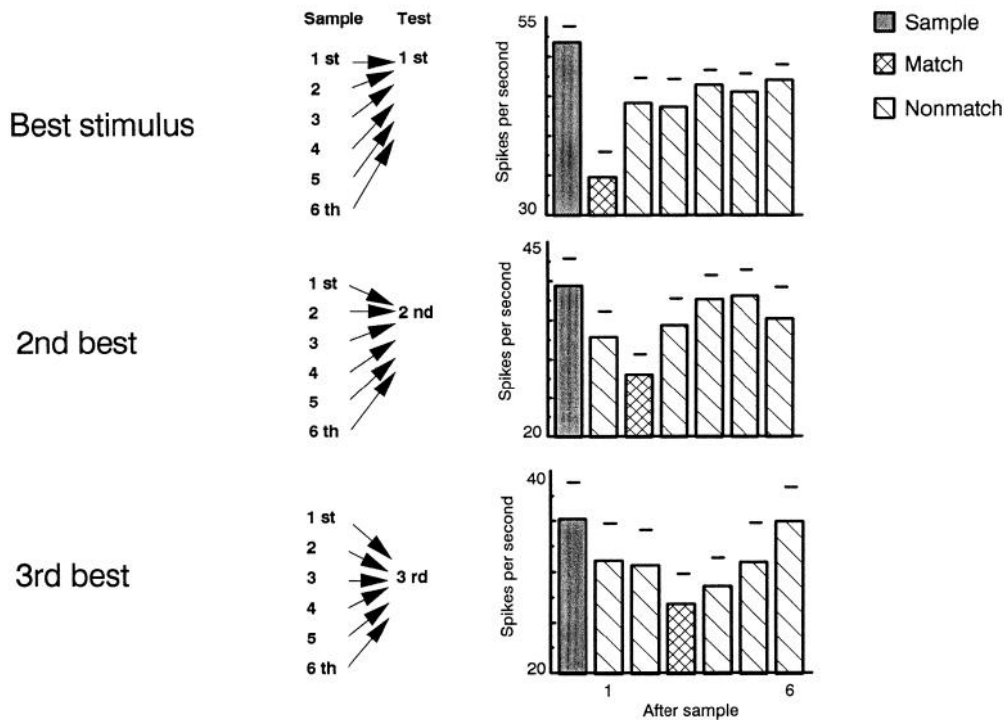 Sample Test
55
Sample
1 st 1 st
Match
2
Nonmatch
3
Best stimulus
4
5
6 th
Spikes per second
30
45
1 st
2 2 nd
2nd best
3
4
5
6 th
Spikes per second
20
40
1 st
2
3rd best
3 3 rd
4
5
6 th
Spikes per second
20
1 6
After sample